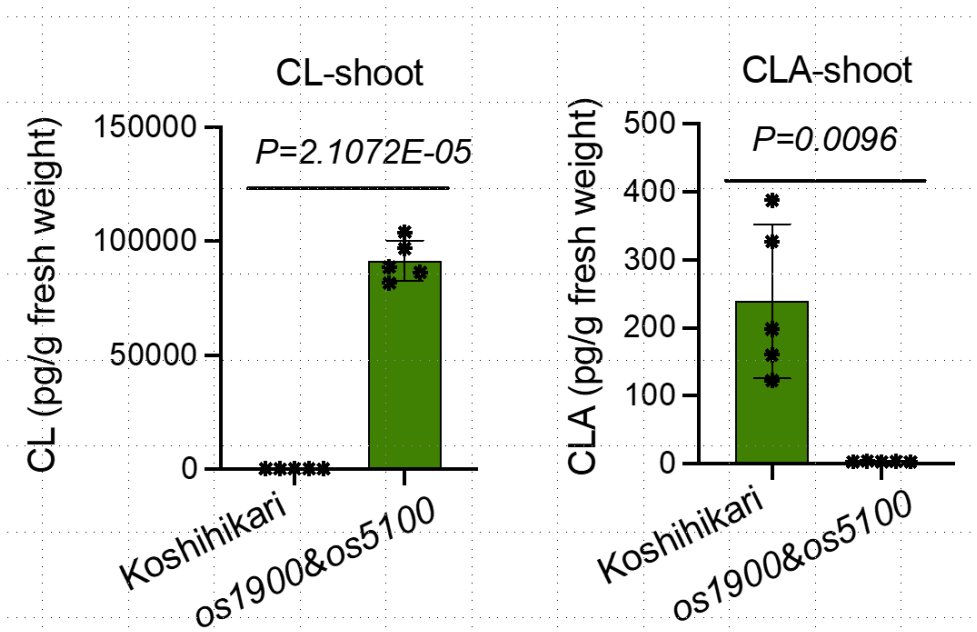 CL-shoot
P=2.1072E-05
CL (pg/g fresh weight)
150000
100000
50000
0
Koshihikari
os1900&os5100
CLA-shoot
P=0.0096
CLA (pg/g fresh weight)
500
400
300
200
100
0
Koshihikari
os1900&os5100